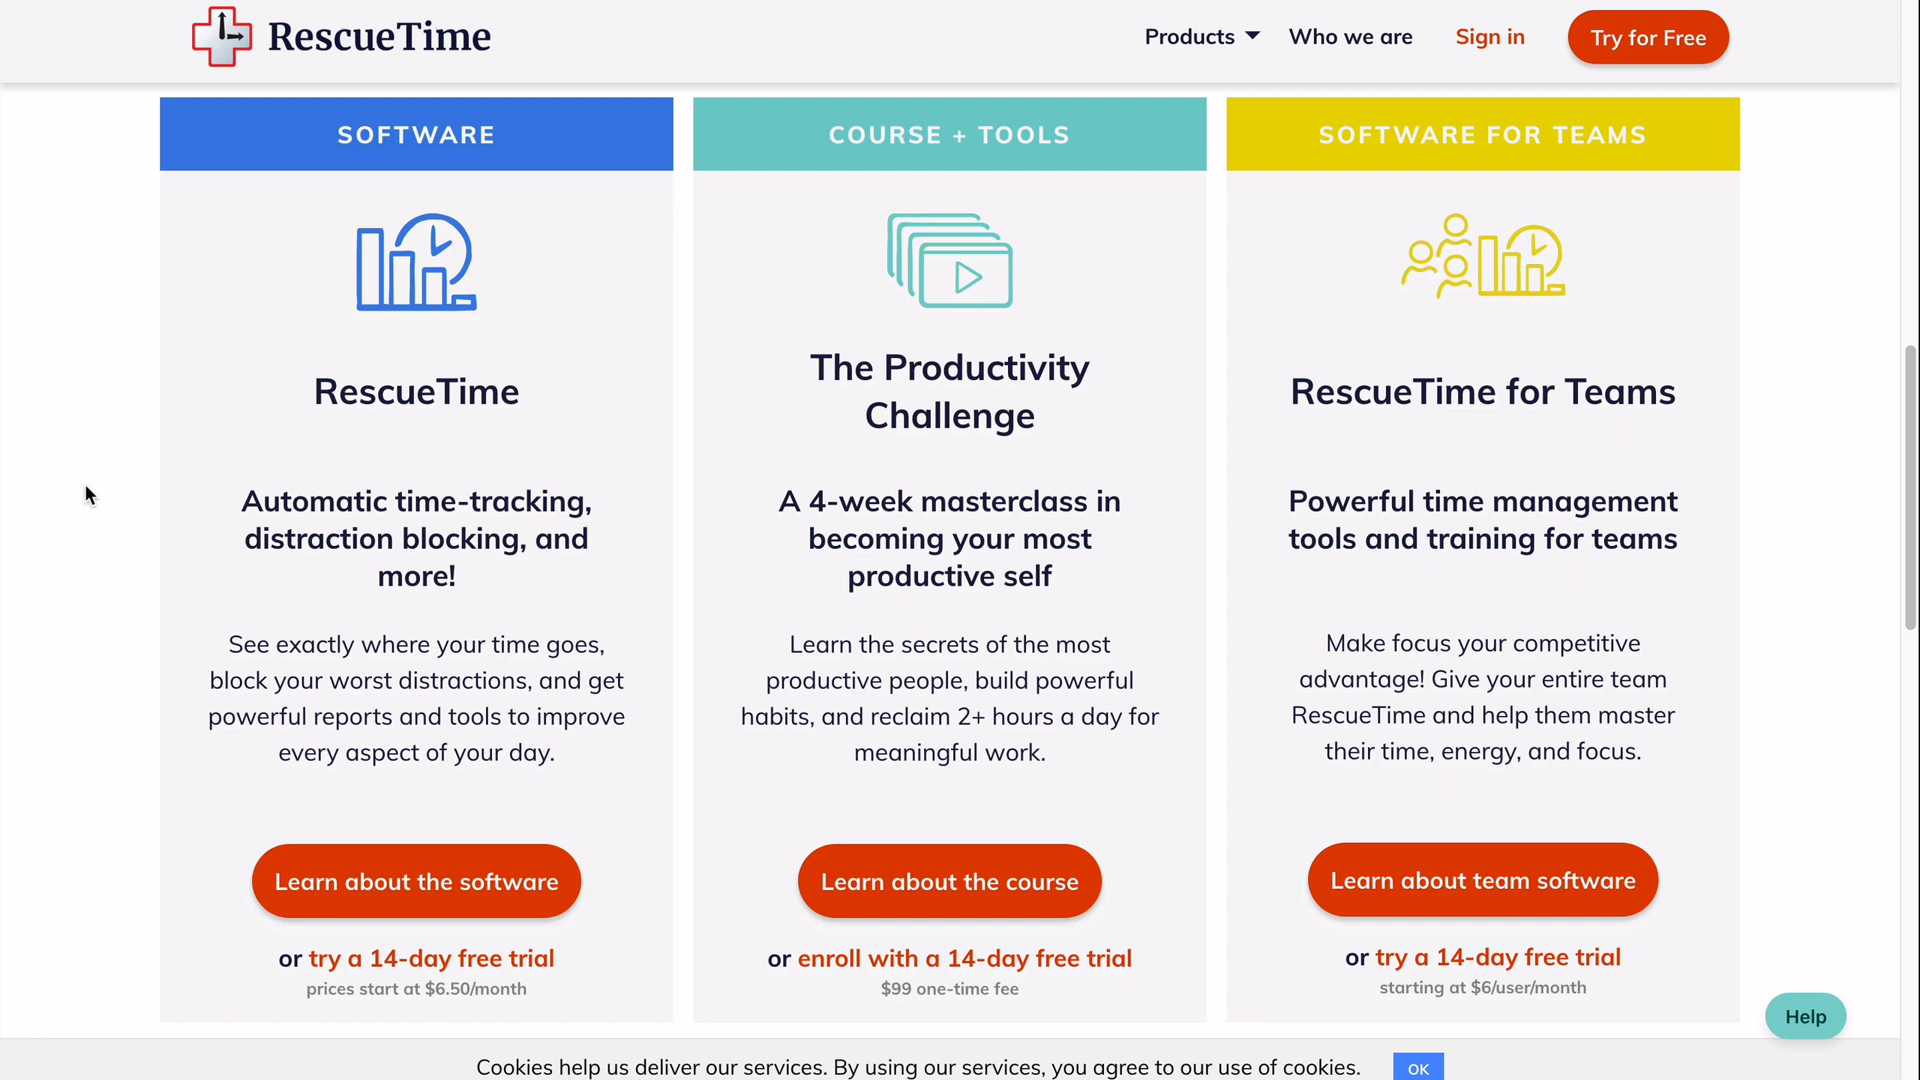 RescueTime
Products
Who we are
Sign in
Try for Free
SOFTWARE
RescueTime
Automatic time-tracking,
distraction blocking, and
more!
See exactly where your time goes,
block your worst distractions, and get
powerful reports and tools to improve
every aspect of your day.
Learn about the software
or try a 14-day free trial
prices start at $6.50/month
COURSE + TOOLS
The Productivity
Challenge
A 4-week masterclass in
becoming your most
productive self
Learn the secrets of the most
productive people, build powerful
habits, and reclaim 2+ hours a day for
meaningful work.
Learn about the course
or enroll with a 14-day free trial
$99 one-time fee
SOFTWARE FOR TEAMS
RescueTime for Teams
Powerful time management
tools and training for teams
Make focus your competitive
advantage! Give your entire team
RescueTime and help them master
their time, energy, and focus.
Learn about team software
or try a 14-day free trial
starting at $6/user/month
Help
Cookies help us deliver our services. By using our services, you agree to our use of cookies.
OK